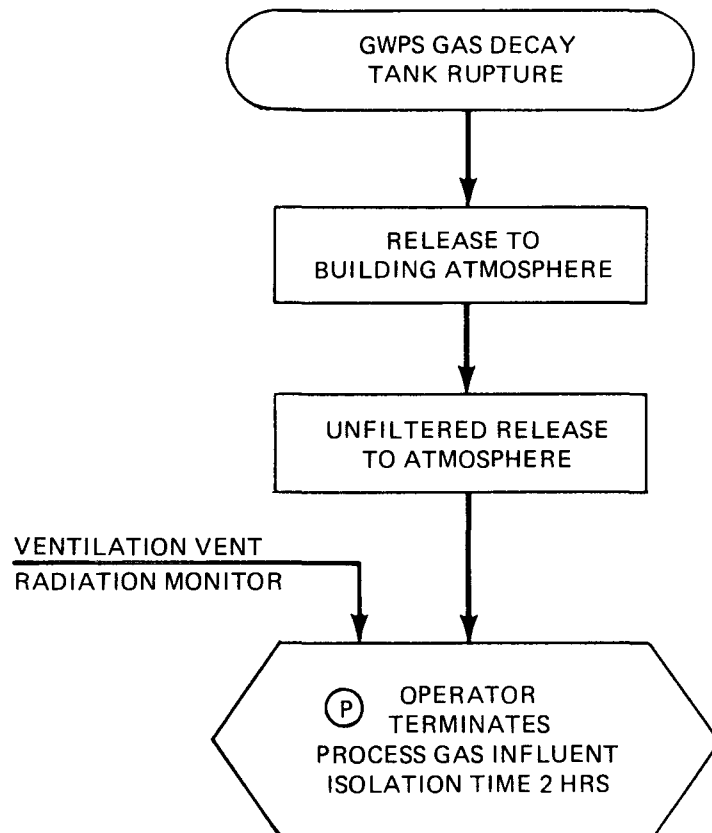 GWPS GAS DECAY
TANK RUPTURE
RELEASE TO
BUILDING ATMOSPHERE
UNFILTERED RELEASE
TO ATMOSPHERE
VENTILATION VENT
RADIATION MONITOR
P OPERATOR
TERMINATES
PROCESS GAS INFLUENT
ISOLATION TIME 2 HRS